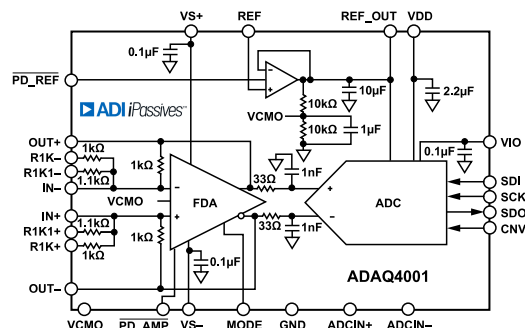 VS+ REF REF_OUT VDD
0.1µF
PD_REF
10µF
2.2µF
10kΩ
ADI iPassives™
VCMO
10kΩ
1µF
OUT+
VIO
1kΩ
0.1µF
R1K–
1kΩ
1nF
R1K1–
33Ω
SDI
1.1kΩ
IN–
SCK
VCMO
FDA
ADC
SDO
IN+
CNV
1.1kΩ
33Ω
R1K1+
1kΩ
1nF
R1K+
1kΩ
0.1µF
ADAQ4001
OUT–
VCMO PD_AMP VS– MODE GND ADCIN+ ADCIN–